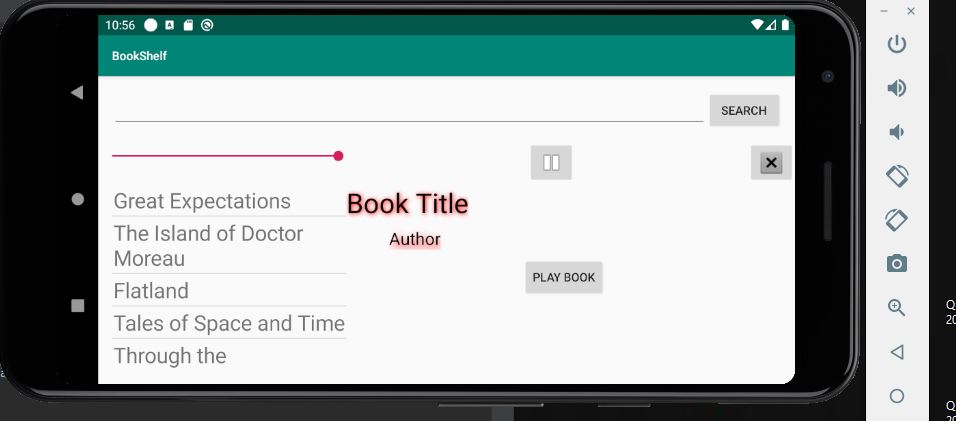 10:56
A
BookShelf
SEARCH
Great Expectations
Book Title
The Island of Doctor
Moreau
Author
Flatland
PLAY BOOK
Tales of Space and Time
Through the
Q
20
Q
20